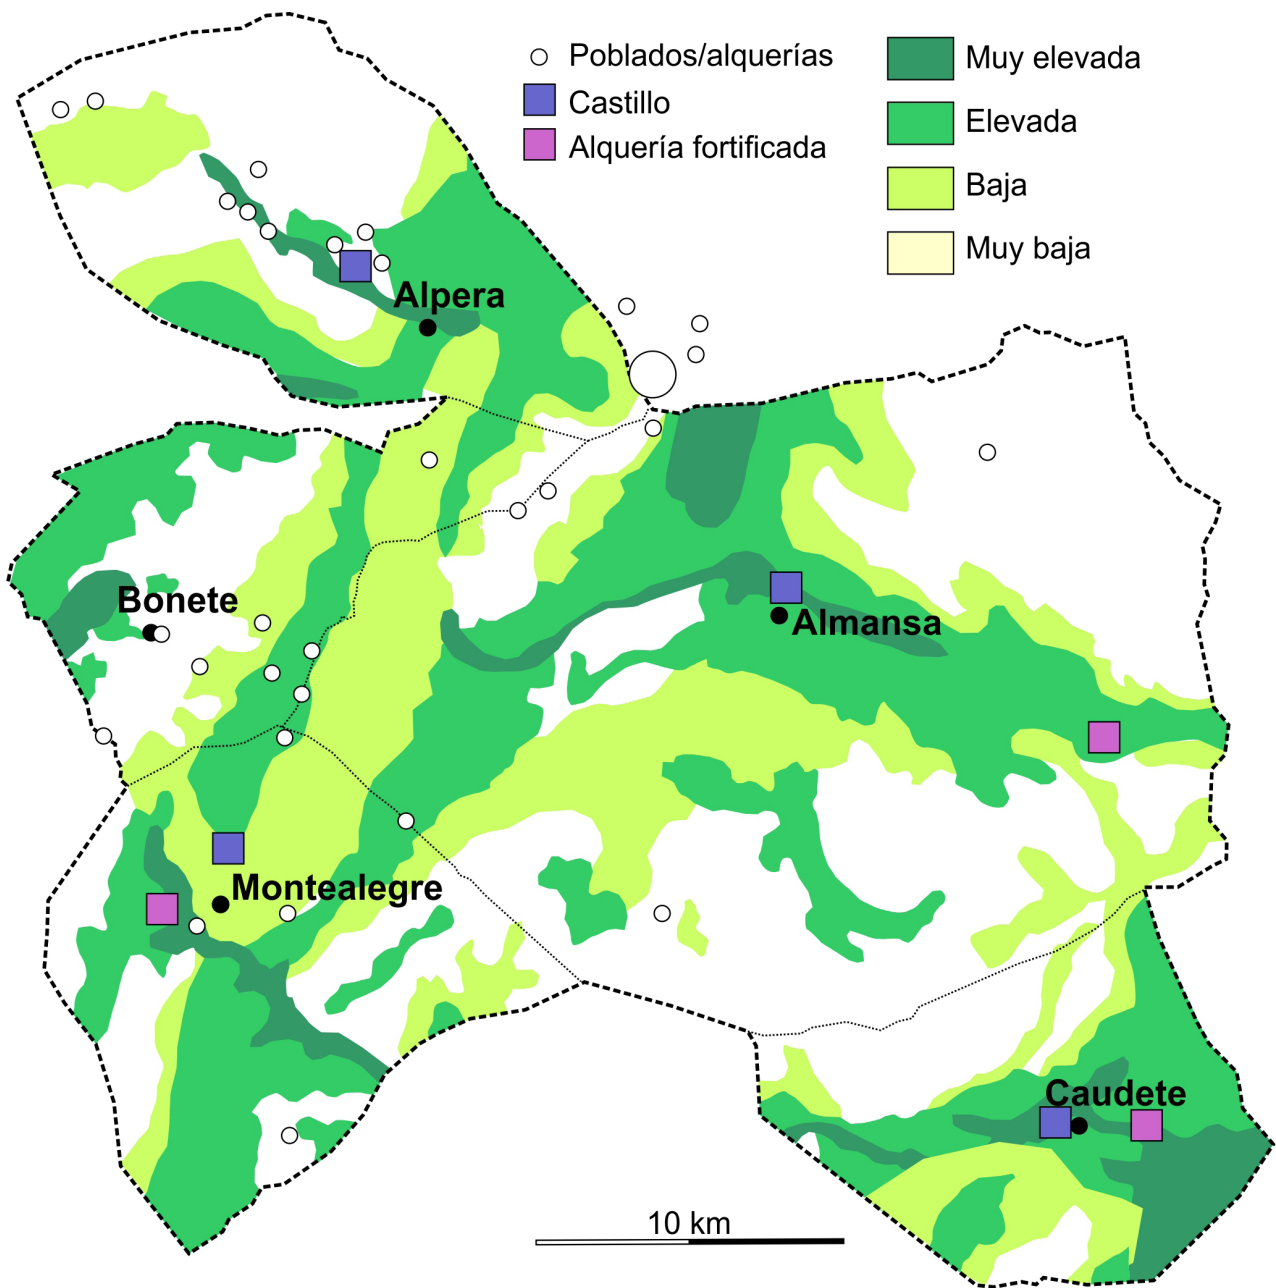 Poblados/alquerías
Castillo
Alquería fortificada
Muy elevada
Elevada
Baja
Muy baja
Alpera
Bonete
Almansa
Montealegre
Caudete
10 km